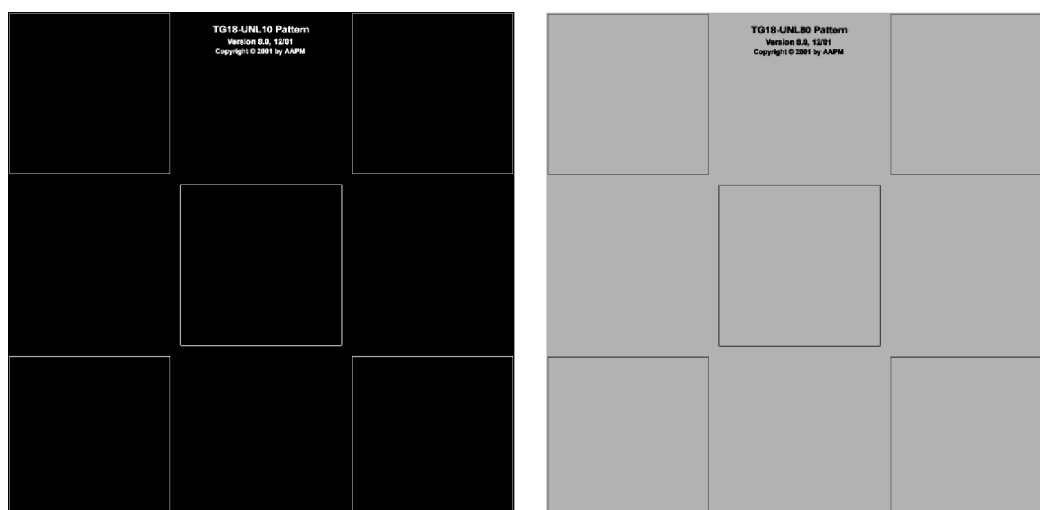 TG18-UNL10 Pattern
Version 8.0, 12/01
Copyright © 2001 by AAPM
TG18-UNL80 Pattern
Version 8.0, 12/01
Copyright © 2001 by AAPM